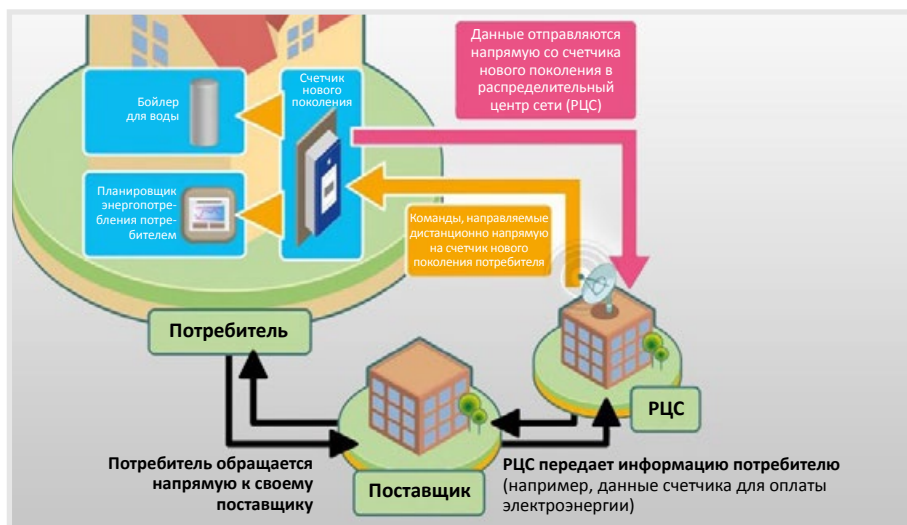 Данные отправляются
напрямую со счетчика
нового поколения в
распределительный
центр сети (РЦС)
Счетчик
нового
поколения
Бойлер
для воды
Планировщик
энергопотре-
бления потре-
бителем
Команды, направляемые
дистанционно напрямую
на счетчик нового
поколения потребителя
Потребитель
РЦС
Потребитель обращается
напрямую к своему
поставщику
Поставщик
РЦС передает информацию потребителю
(например, данные счетчика для оплаты
электроэнергии)